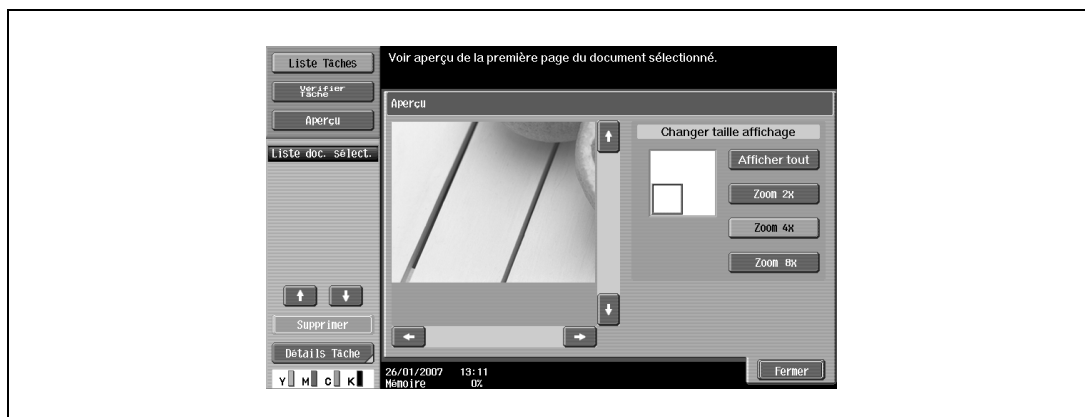 Liste Tâches
Vérifier
Tâche
Aperçu
Liste doc. sélect.
Supprimer
Détails Tâche
Y M C K
Voir aperçu de la première page du document sélectionné.
Aperçu
Changer taille affichage
Afficher tout
Zoom 2x
Zoom 4x
Zoom 8x
26/01/2007 13:11
Mémoire 0%
Fermer